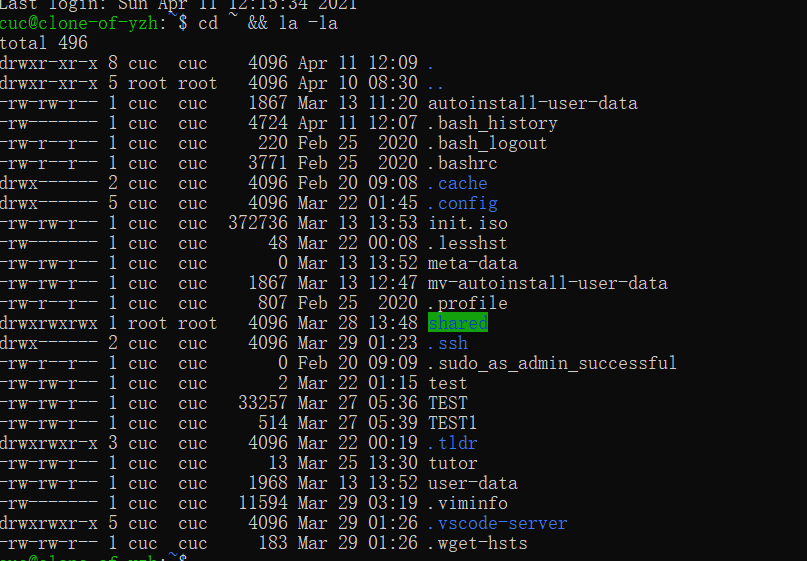 Last login: Sun Apr 11 12:15:34 2021
cuc@clone-of-yzh:~$ cd ~ && la -la
total 496
drwxr-xr-x 8 cuc cuc 4096 Apr 11 12:09 .
drwxr-xr-x 5 root root 4096 Apr 10 08:30 ..
-rw-rw-r-- 1 cuc cuc 1867 Mar 13 11:20 autoinstall-user-data
-rw------- 1 cuc cuc 4724 Apr 11 12:07 .bash_history
-rw-r--r-- 1 cuc cuc 220 Feb 25 2020 .bash_logout
-rw-r--r-- 1 cuc cuc 3771 Feb 25 2020 .bashrc
drwx------ 2 cuc cuc 4096 Feb 20 09:08 .cache
drwx------ 5 cuc cuc 4096 Mar 22 01:45 .config
-rw-rw-r-- 1 cuc cuc 372736 Mar 13 13:53 init.iso
-rw------- 1 cuc cuc 48 Mar 22 00:08 .lesshst
-rw-rw-r-- 1 cuc cuc 0 Mar 13 13:52 meta-data
-rw-rw-r-- 1 cuc cuc 1867 Mar 13 12:47 mv-autoinstall-user-data
-rw-r--r-- 1 cuc cuc 807 Feb 25 2020 .profile
drwxrwxrwx 1 root root 4096 Mar 28 13:48 shared
drwx------ 2 cuc cuc 4096 Mar 29 01:23 .ssh
-rw-r--r-- 1 cuc cuc 0 Feb 20 09:09 .sudo_as_admin_successful
-rw-rw-r-- 1 cuc cuc 2 Mar 22 01:15 test
-rw-rw-r-- 1 cuc cuc 33257 Mar 27 05:36 TEST
-rw-rw-r-- 1 cuc cuc 514 Mar 27 05:39 TEST1
drwxrwxr-x 3 cuc cuc 4096 Mar 22 00:19 .tldr
-rw-rw-r-- 1 cuc cuc 13 Mar 25 13:30 tutor
-rw-rw-r-- 1 cuc cuc 1968 Mar 13 13:52 user-data
-rw------- 1 cuc cuc 11594 Mar 29 03:19 .viminfo
drwxrwxr-x 5 cuc cuc 4096 Mar 29 01:26 .vscode-server
-rw-rw-r-- 1 cuc cuc 183 Mar 29 01:26 .wget-hsts
cuc@clone-of-yzh:~$